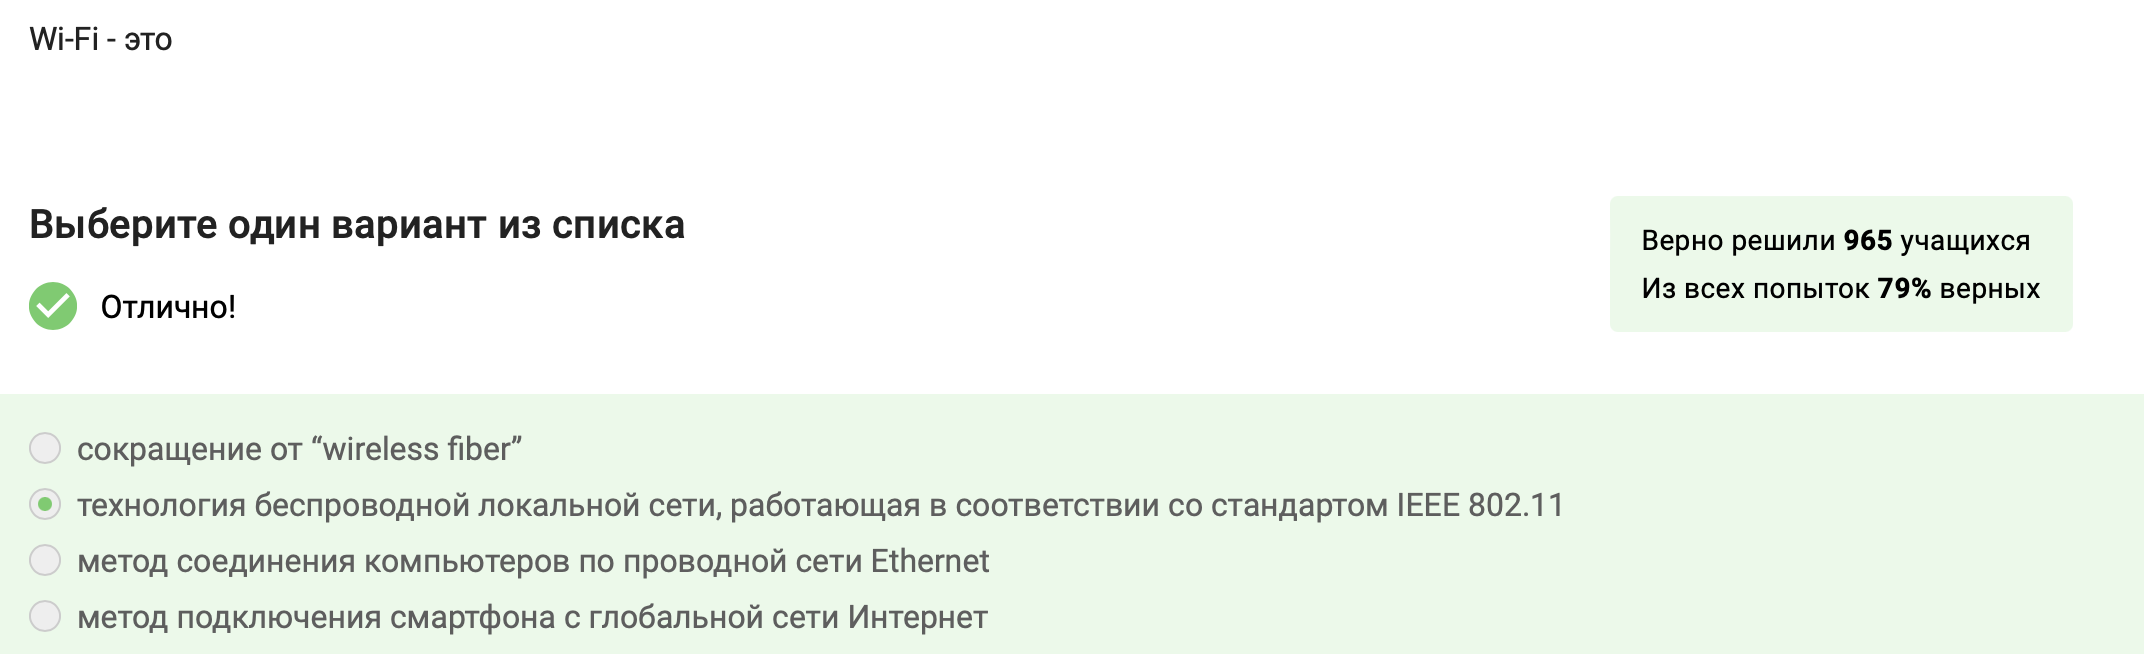 Wi-Fi - это
Выберите один вариант из списка
Отлично!
Верно решили 965 учащихся
Из всех попыток 79% верных
сокращение от “wireless fiber”
технология беспроводной локальной сети, работающая в соответствии со стандартом IEEE 802.11
метод соединения компьютеров по проводной сети Ethernet
метод подключения смартфона с глобальной сети Интернет